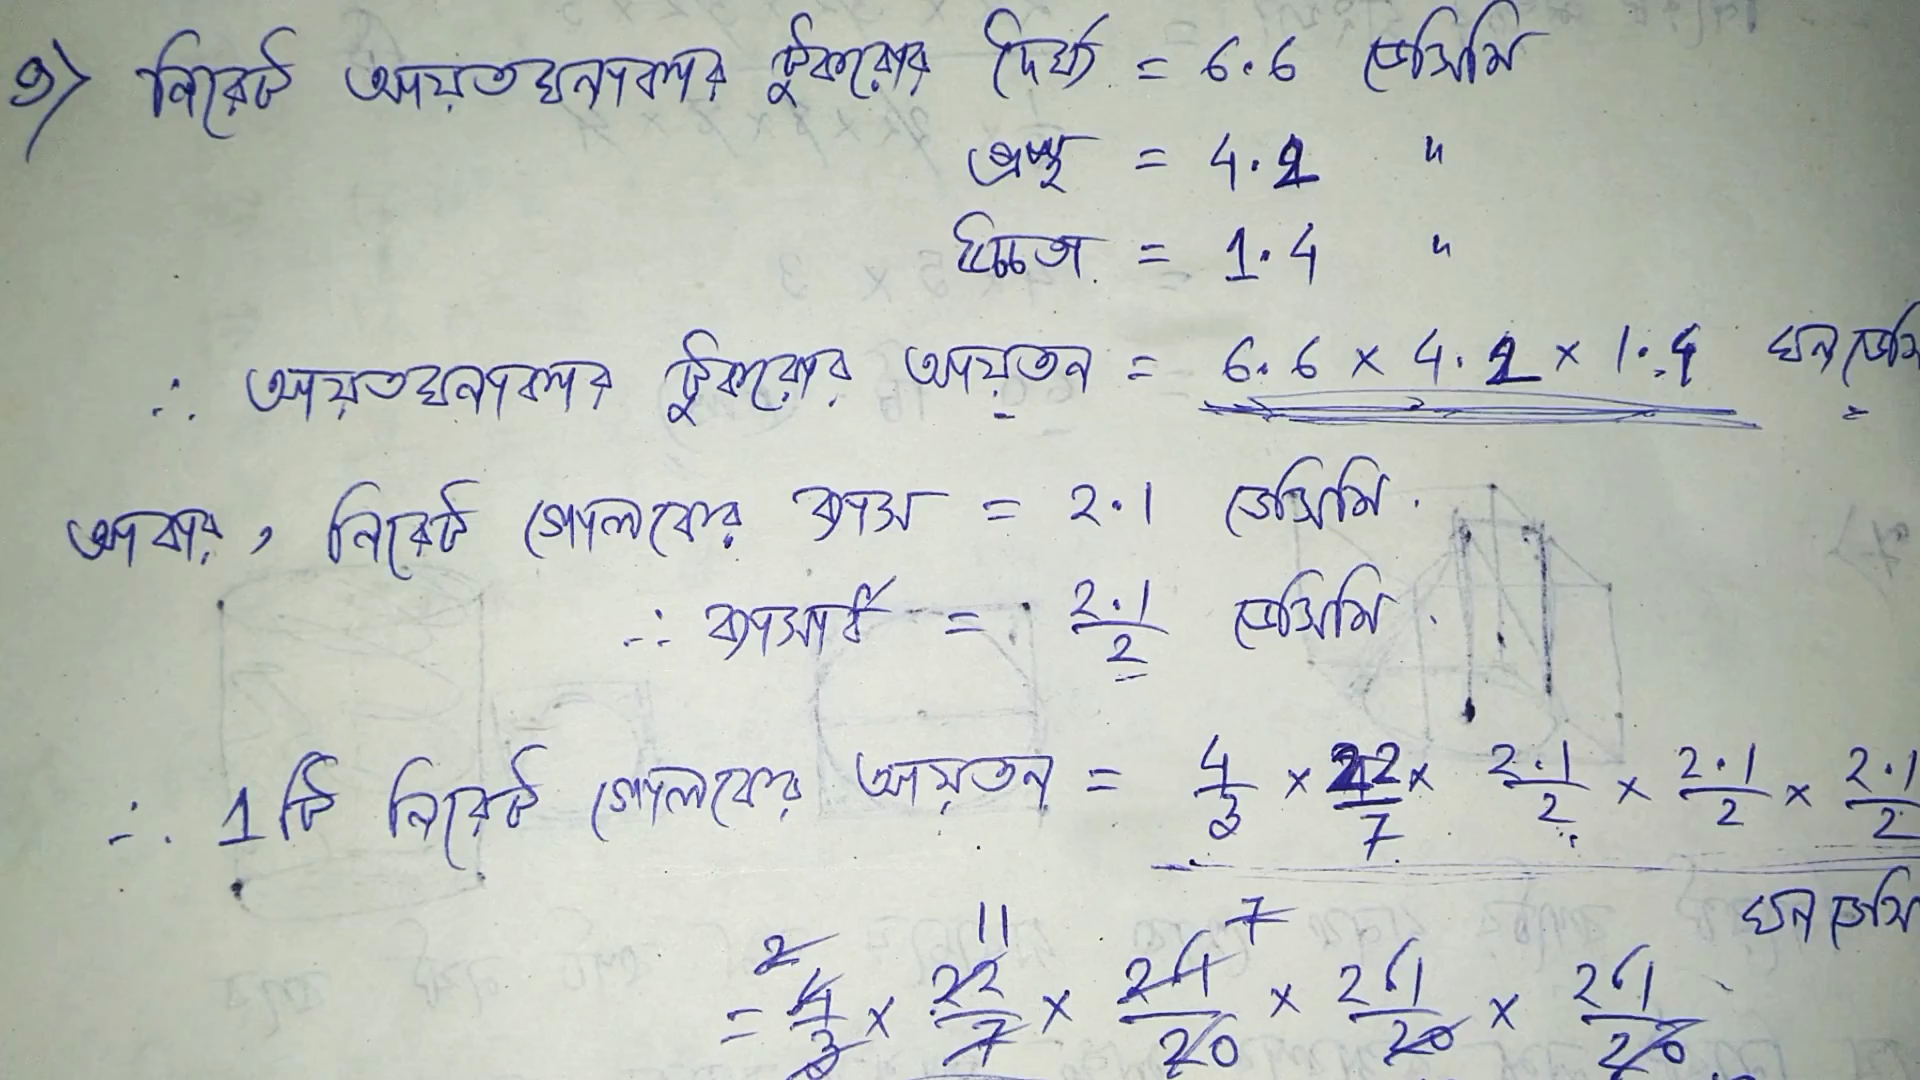 ৩) নিরেট আয়তঘনাকার টুকরোর দৈর্ঘ্য = 6.6 ডেসিমি
প্রস্থ = 4.2 "
= 1.4 "
∴ আয়তঘনাকার টুকরোর আয়তন = 6.6 × 4.2 × 1.4 ঘন ডেসি
আবার, নিরেট গোলকের ব্যাস = 2.1 ডেসিমি.
∴ ব্যাসার্ধ = 2.1/2 ডেসিমি.
∴ 1টি নিরেট গোলকের আয়তন = 4/3 × 22/7 × 2.1/2 × 2.1/2 × 2.1/2
ঘন ডেসি
2 11 7
= 4/3 × 22/7 × 21/20 × 21/20 × 21/20